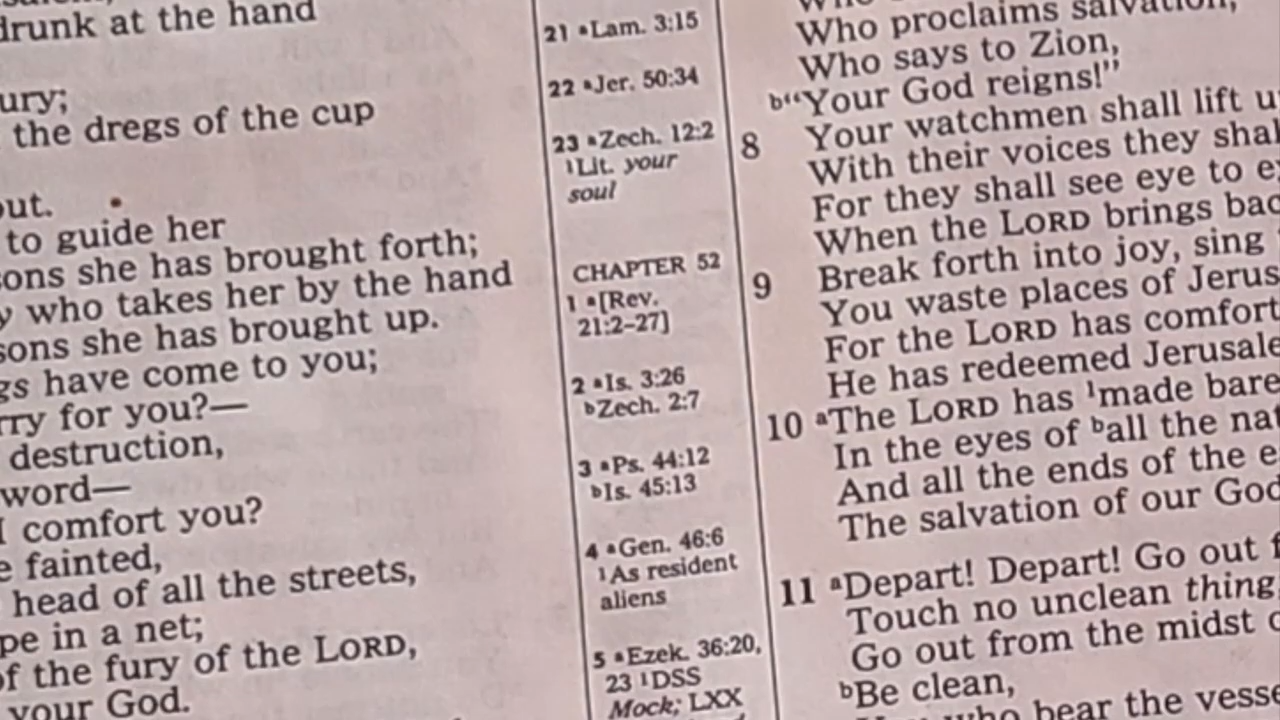 drunk at the hand
ury;
the dregs of the cup
out.
to guide her
sons she has brought forth;
y who takes her by the hand
sons she has brought up.
gs have come to you;
rry for you?—
destruction,
word—
I comfort you?
e fainted,
head of all the streets,
pe in a net;
of the fury of the LORD,
your God.
21 ᵃLam. 3:15
22 ᵃJer. 50:34
23 ᵃZech. 12:2
¹Lit. your
soul
CHAPTER 52
1 ᵃ[Rev.
21:2–27]
2 ᵃIs. 3:26
ᵇZech. 2:7
3 ᵃPs. 44:12
ᵇIs. 45:13
4 ᵃGen. 46:6
¹As resident
aliens
5 ᵃEzek. 36:20,
23 ¹DSS
Mock; LXX
Who proclaims salvation,
Who says to Zion,
ᵇ“Your God reigns!”
8 Your watchmen shall lift u
With their voices they shal
For they shall see eye to e
When the LORD brings bac
9 Break forth into joy, sing
You waste places of Jerus
For the LORD has comfort
He has redeemed Jerusale
10 ᵃThe LORD has ¹made bare
In the eyes of ᵇall the na
And all the ends of the e
The salvation of our God
11 ᵃDepart! Depart! Go out f
Touch no unclean thing
Go out from the midst o
ᵇBe clean,
who bear the vesse